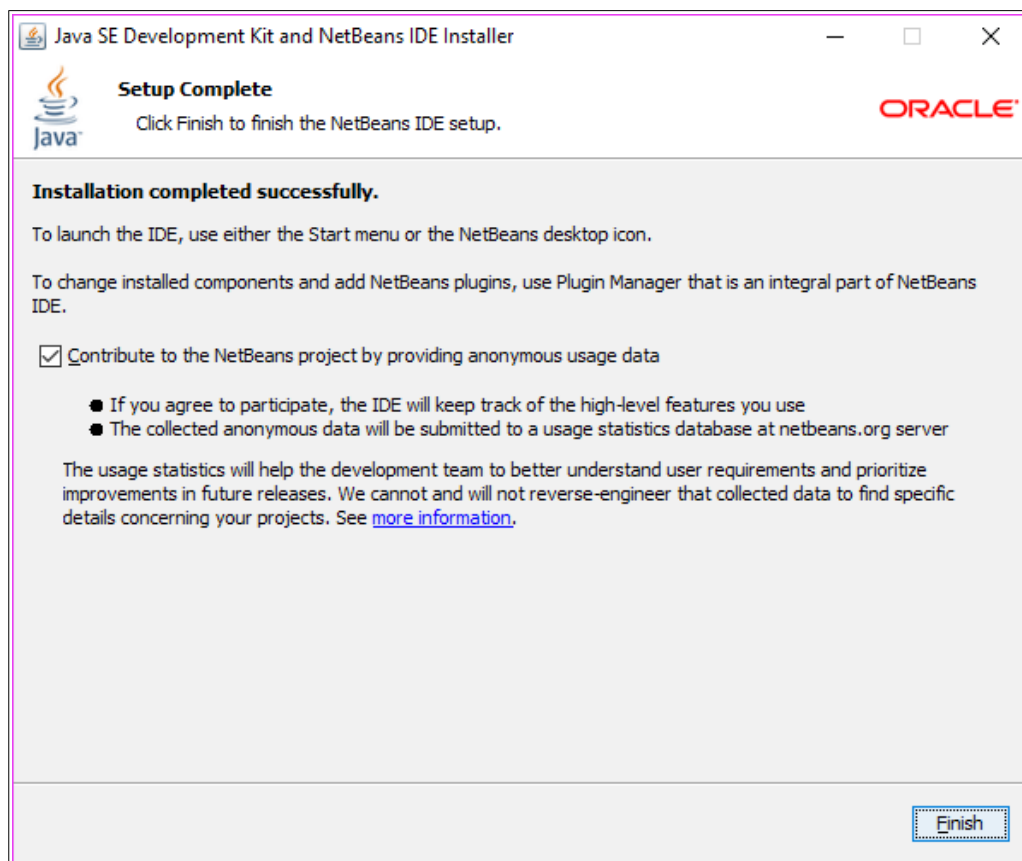 Java SE Development Kit and NetBeans IDE Installer
Java
Setup Complete
Click Finish to finish the NetBeans IDE setup.
ORACLE
Installation completed successfully.
To launch the IDE, use either the Start menu or the NetBeans desktop icon.
To change installed components and add NetBeans plugins, use Plugin Manager that is an integral part of NetBeans
IDE.
Contribute to the NetBeans project by providing anonymous usage data
● If you agree to participate, the IDE will keep track of the high-level features you use
● The collected anonymous data will be submitted to a usage statistics database at netbeans.org server
The usage statistics will help the development team to better understand user requirements and prioritize
improvements in future releases. We cannot and will not reverse-engineer that collected data to find specific
details concerning your projects. See more information.
Finish